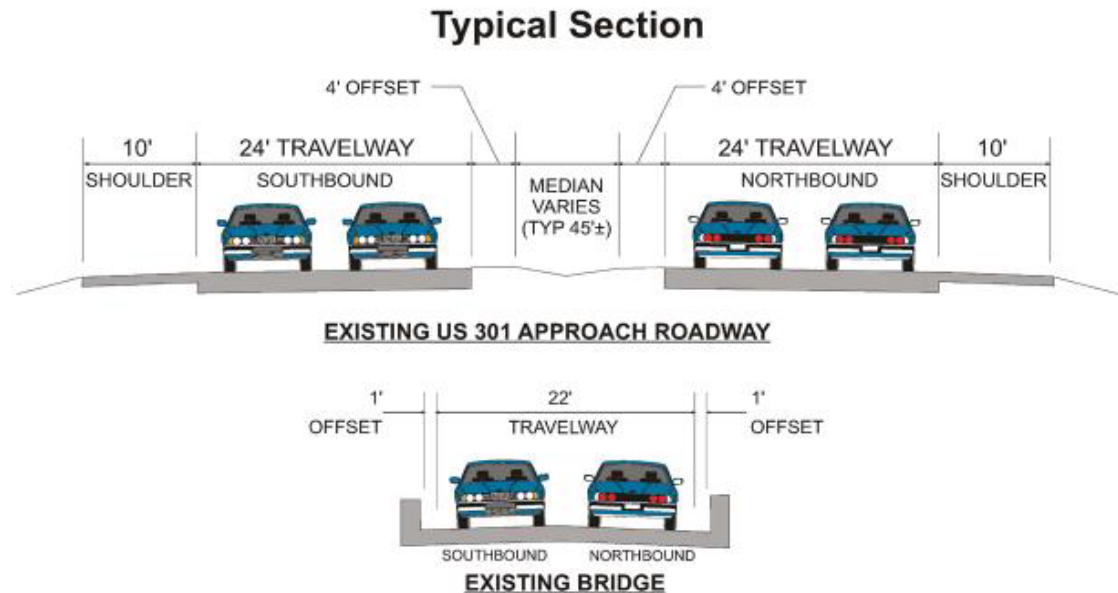 Typical Section
4' OFFSET
4' OFFSET
10'
24' TRAVELWAY
24' TRAVELWAY
10'
SHOULDER
SOUTHBOUND
MEDIAN
VARIES
(TYP 45'±)
NORTHBOUND
SHOULDER
EXISTING US 301 APPROACH ROADWAY
1'
OFFSET
22'
TRAVELWAY
1'
OFFSET
SOUTHBOUND
NORTHBOUND
EXISTING BRIDGE